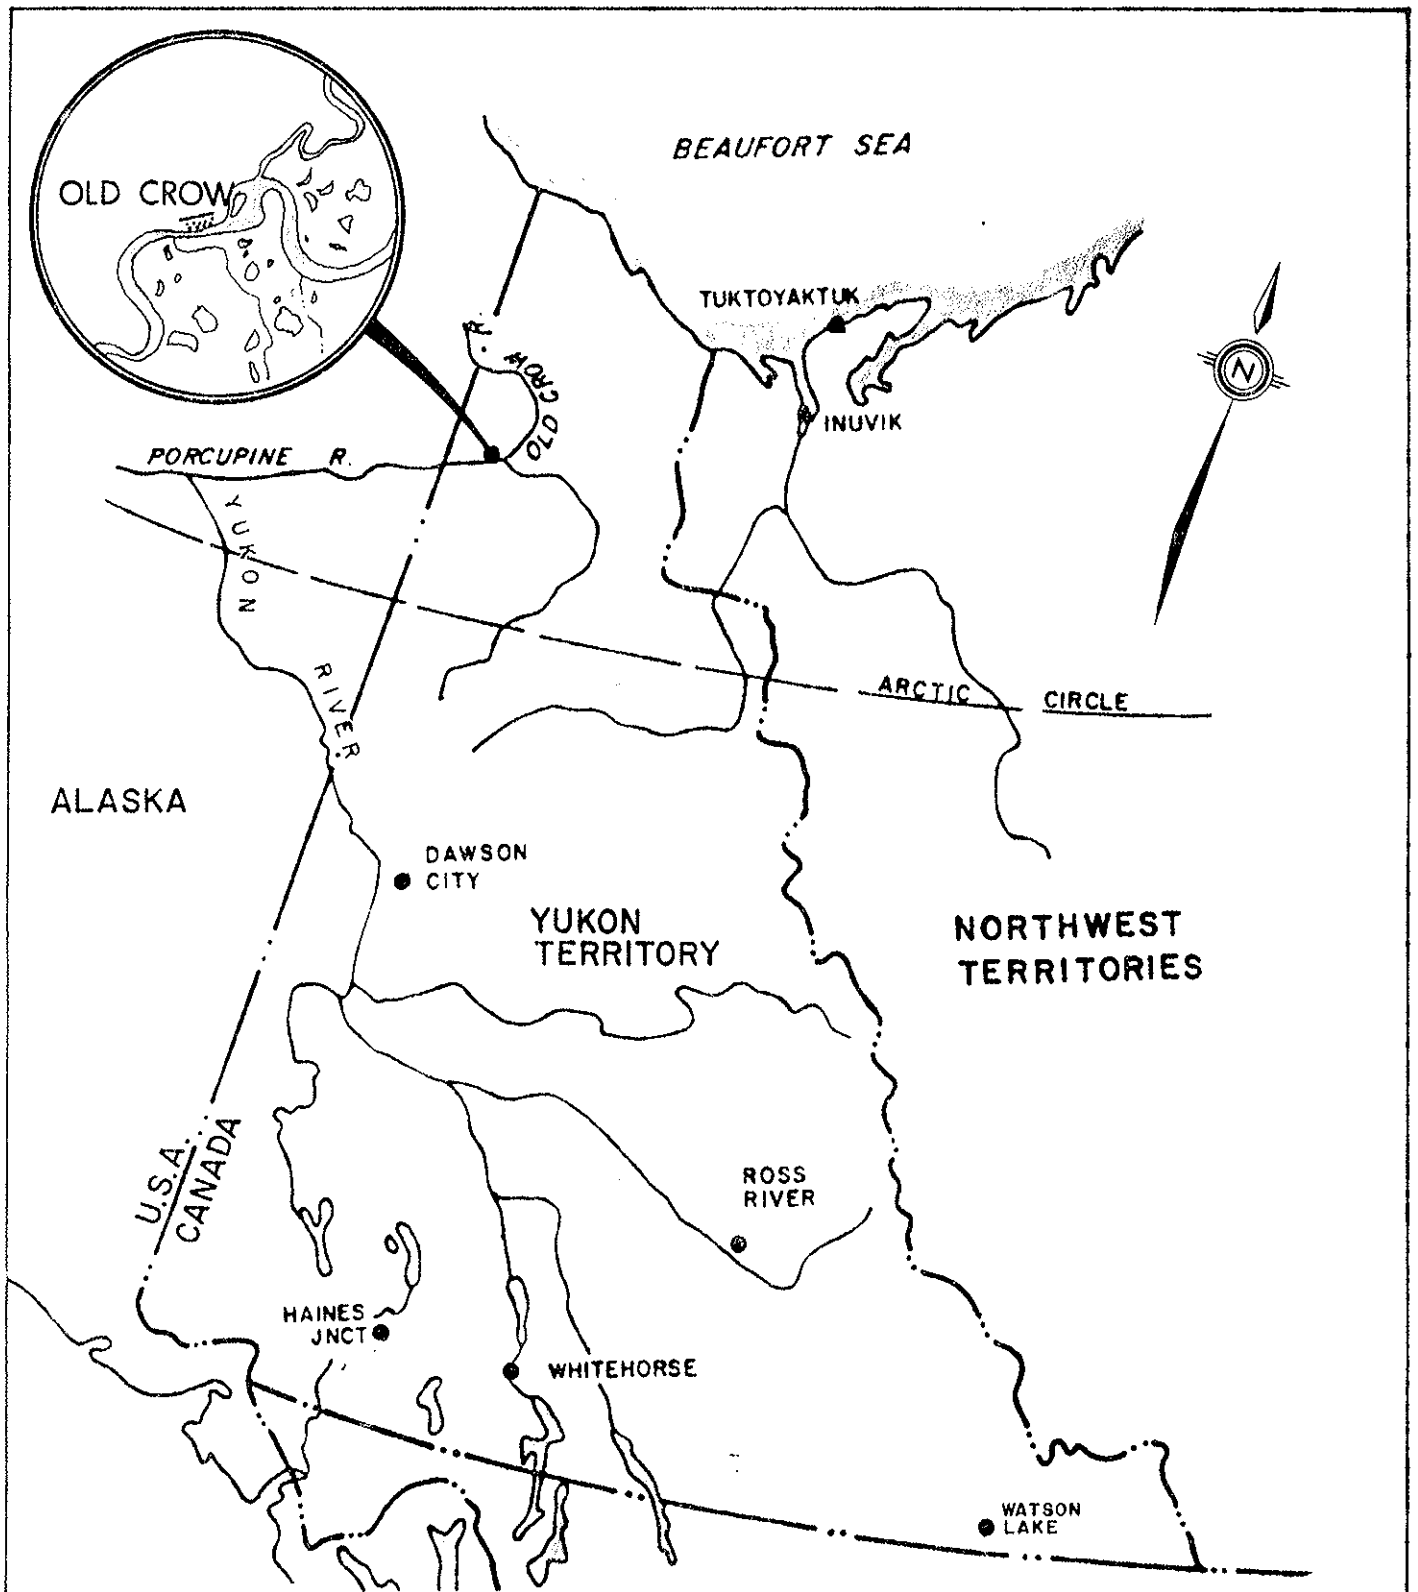 BEAUFORT SEA
OLD CROW
TUKTOYAKTUK
OLD CROW R.
INUVIK
PORCUPINE R.
N
YUKON RIVER
ARCTIC CIRCLE
ALASKA
DAWSON
CITY
YUKON
TERRITORY
NORTHWEST
TERRITORIES
U.S.A.
CANADA
ROSS
RIVER
HAINES
JNCT
WHITEHORSE
WATSON
LAKE